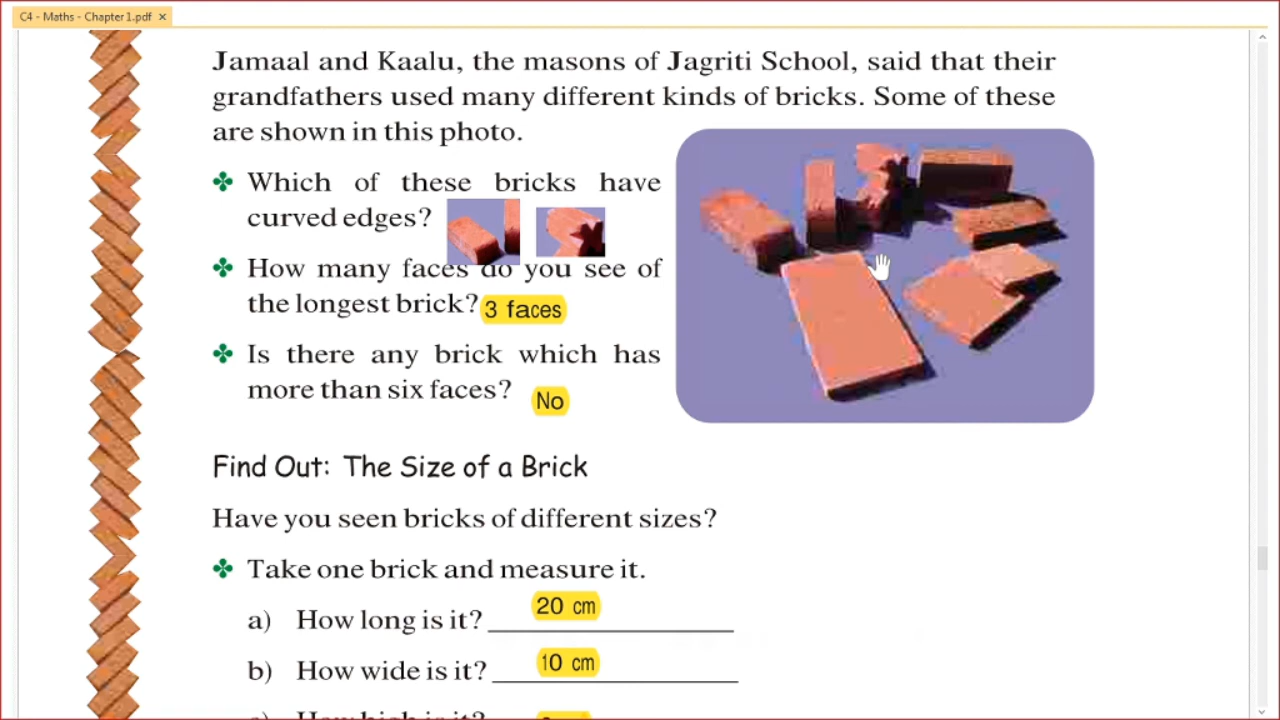 C4 - Maths - Chapter 1.pdf ×
Jamaal and Kaalu, the masons of Jagriti School, said that their
grandfathers used many different kinds of bricks. Some of these
are shown in this photo.
Which of these bricks have
curved edges?
How many faces do you see of
the longest brick? 3 faces
Is there any brick which has
more than six faces? No
Find Out: The Size of a Brick
Have you seen bricks of different sizes?
Take one brick and measure it.
a) How long is it? 20 cm
b) How wide is it? 10 cm
c) How high is it?